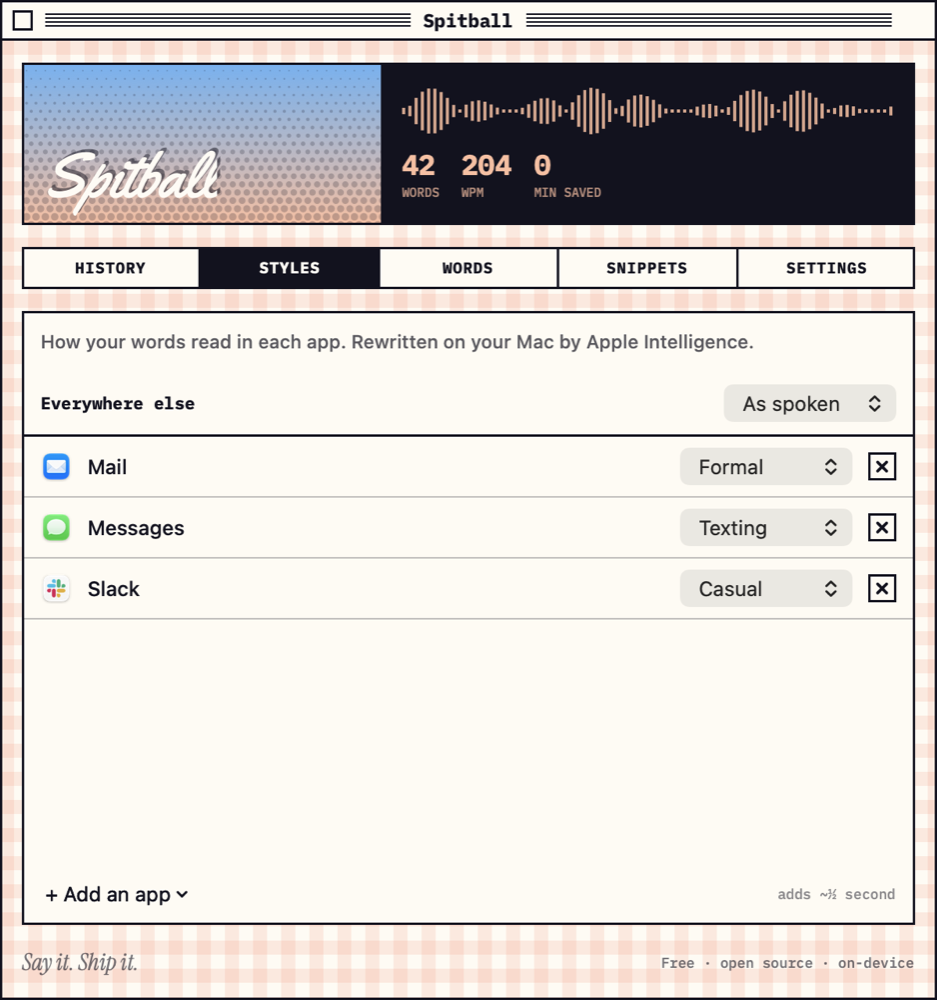 Spitball
Spitball
42 204 0
WORDS WPM MIN SAVED
HISTORY STYLES WORDS SNIPPETS SETTINGS
How your words read in each app. Rewritten on your Mac by Apple Intelligence.
Everywhere else As spoken
Mail Formal
Messages Texting
Slack Casual
+ Add an app adds ~½ second
Say it. Ship it. Free · open source · on-device